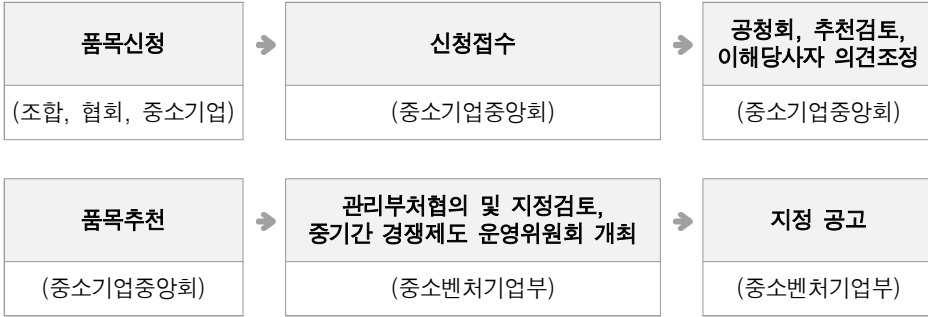 품목신청
신청접수
공청회, 추천검토,
이해당사자 의견조정
(조합, 협회, 중소기업)
(중소기업중앙회)
(중소기업중앙회)
품목추천
관리부처협의 및 지정검토,
중기간 경쟁제도 운영위원회 개최
지정 공고
(중소기업중앙회)
(중소벤처기업부)
(중소벤처기업부)